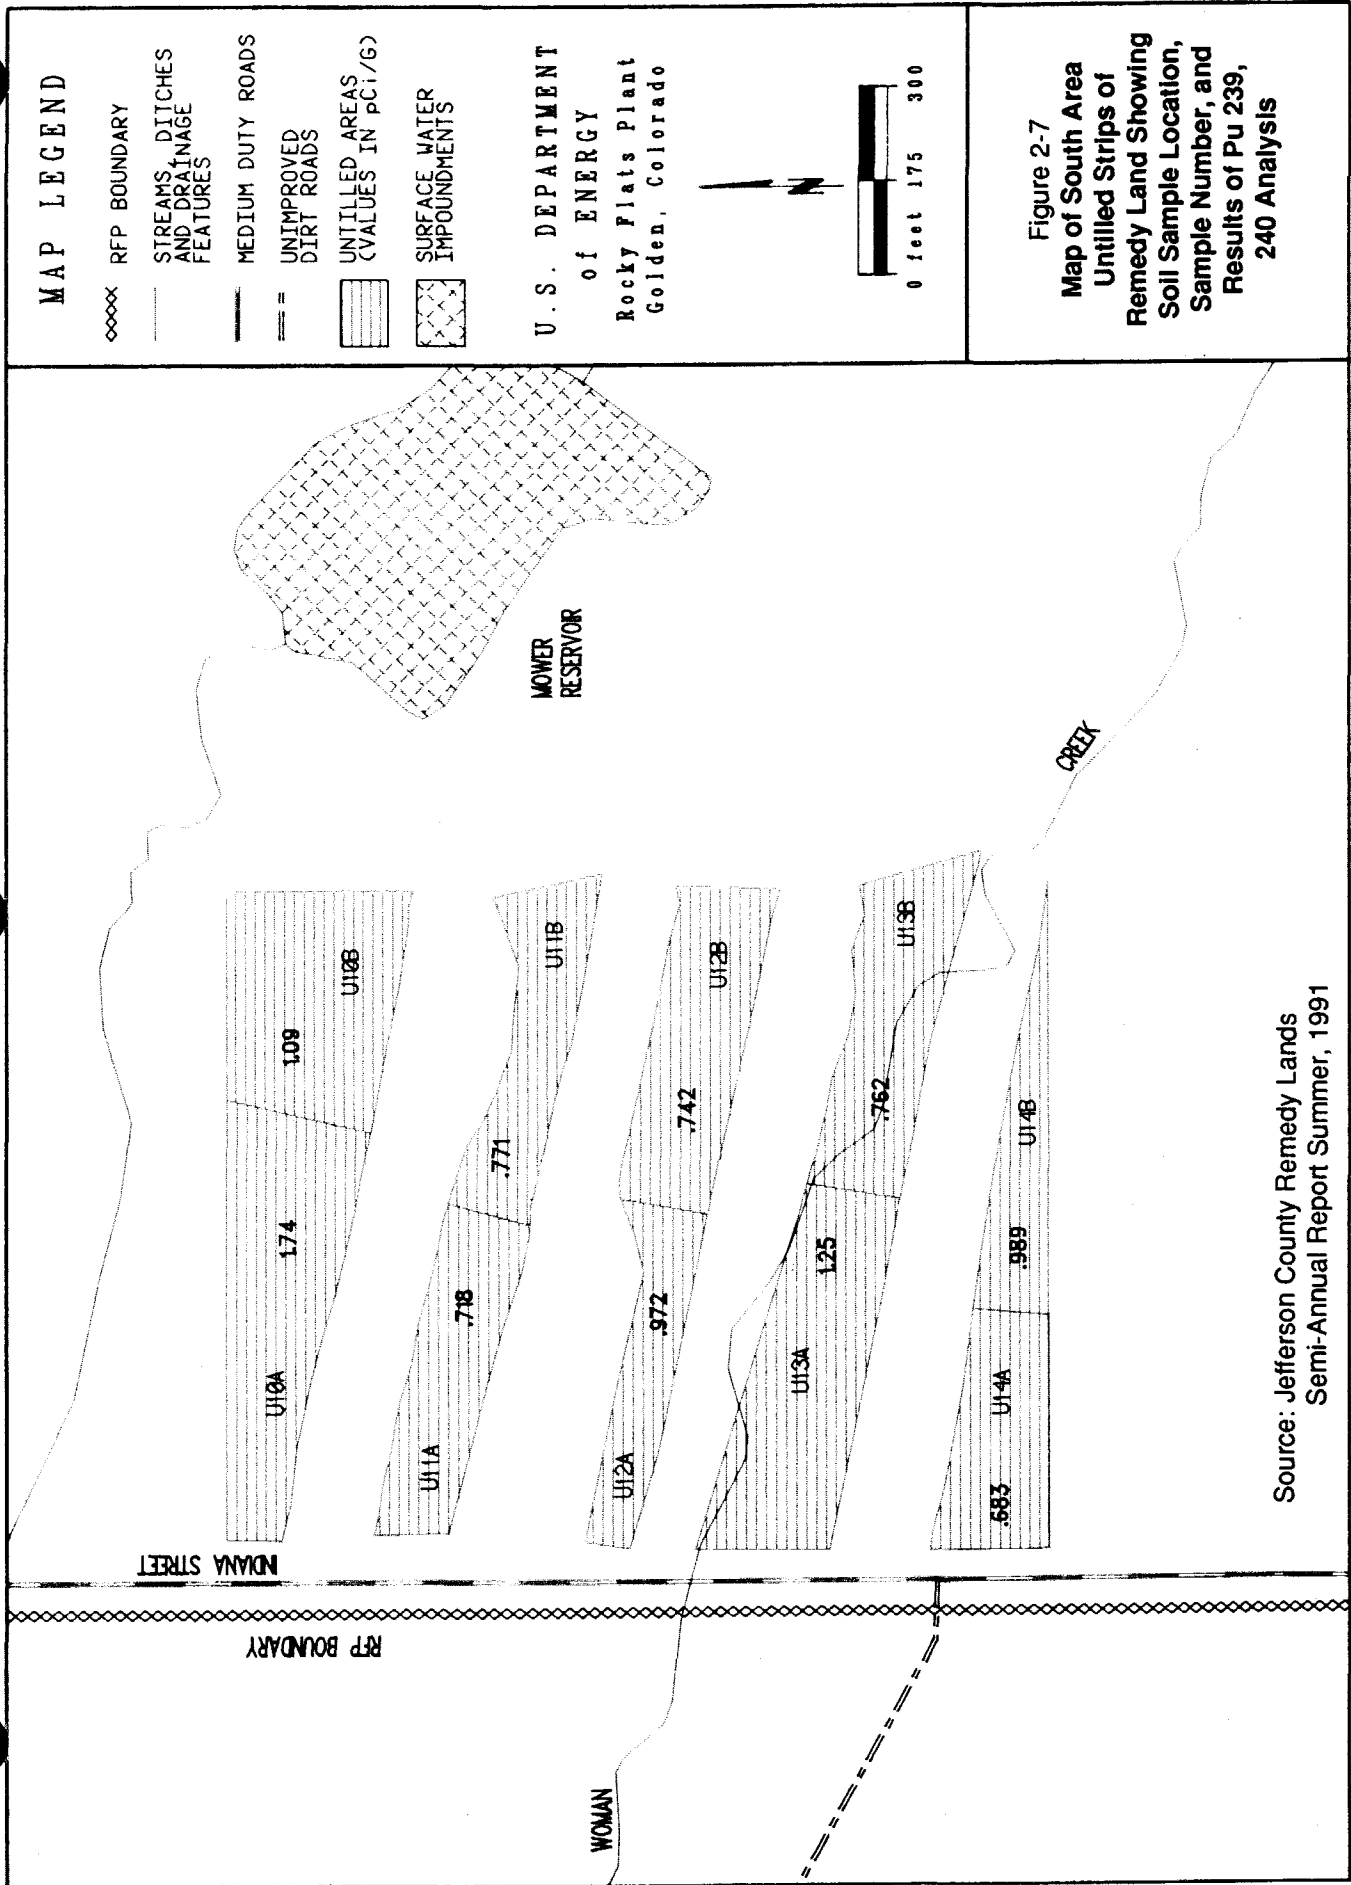 MAP LEGEND
RFP BOUNDARY
STREAMS, DITCHES
AND DRAINAGE
FEATURES
MEDIUM DUTY ROADS
UNIMPROVED
DIRT ROADS
UNTILLED AREAS
(VALUES IN pCi/G)
SURFACE WATER
IMPOUNDMENTS
U.S. DEPARTMENT
of ENERGY
Rocky Flats Plant
Golden, Colorado
N
0 feet 175 300
Figure 2-7
Map of South Area
Untilled Strips of
Remedy Land Showing
Soil Sample Location,
Sample Number, and
Results of Pu 239,
240 Analysis
RFP BOUNDARY
INDIANA STREET
WOMAN
CREEK
MOWER
RESERVOIR
U10A
1.74
1.09
U10B
U11A
.718
.771
U11B
U12A
.972
.742
U12B
U13A
1.25
.762
U13B
.683
U14A
.989
U14B
Source: Jefferson County Remedy Lands
Semi-Annual Report Summer, 1991